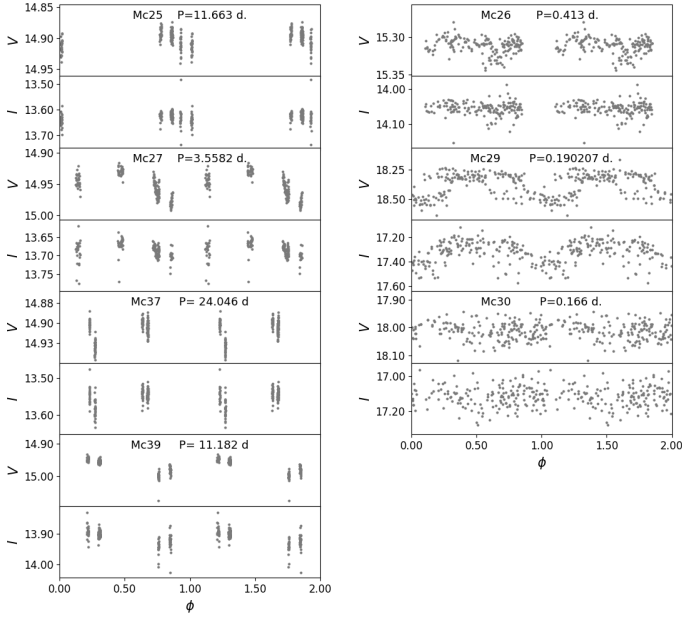 Mc25 P=11.663 d.
14.85
14.90
14.95
V
13.50
13.60
13.70
I
Mc27 P=3.5582 d.
14.90
14.95
15.00
V
13.65
13.70
13.75
I
Mc37 P= 24.046 d
14.88
14.90
14.93
V
13.50
13.60
I
Mc39 P= 11.182 d
14.90
15.00
V
13.90
14.00
I
0.00 0.50 1.00 1.50 2.00
ϕ
Mc26 P=0.413 d.
15.30
15.35
V
14.00
14.10
I
Mc29 P=0.190207 d.
18.25
18.50
V
17.20
17.40
17.60
I
Mc30 P=0.166 d.
17.90
18.00
18.10
V
17.00
17.20
I
0.00 0.50 1.00 1.50 2.00
ϕ